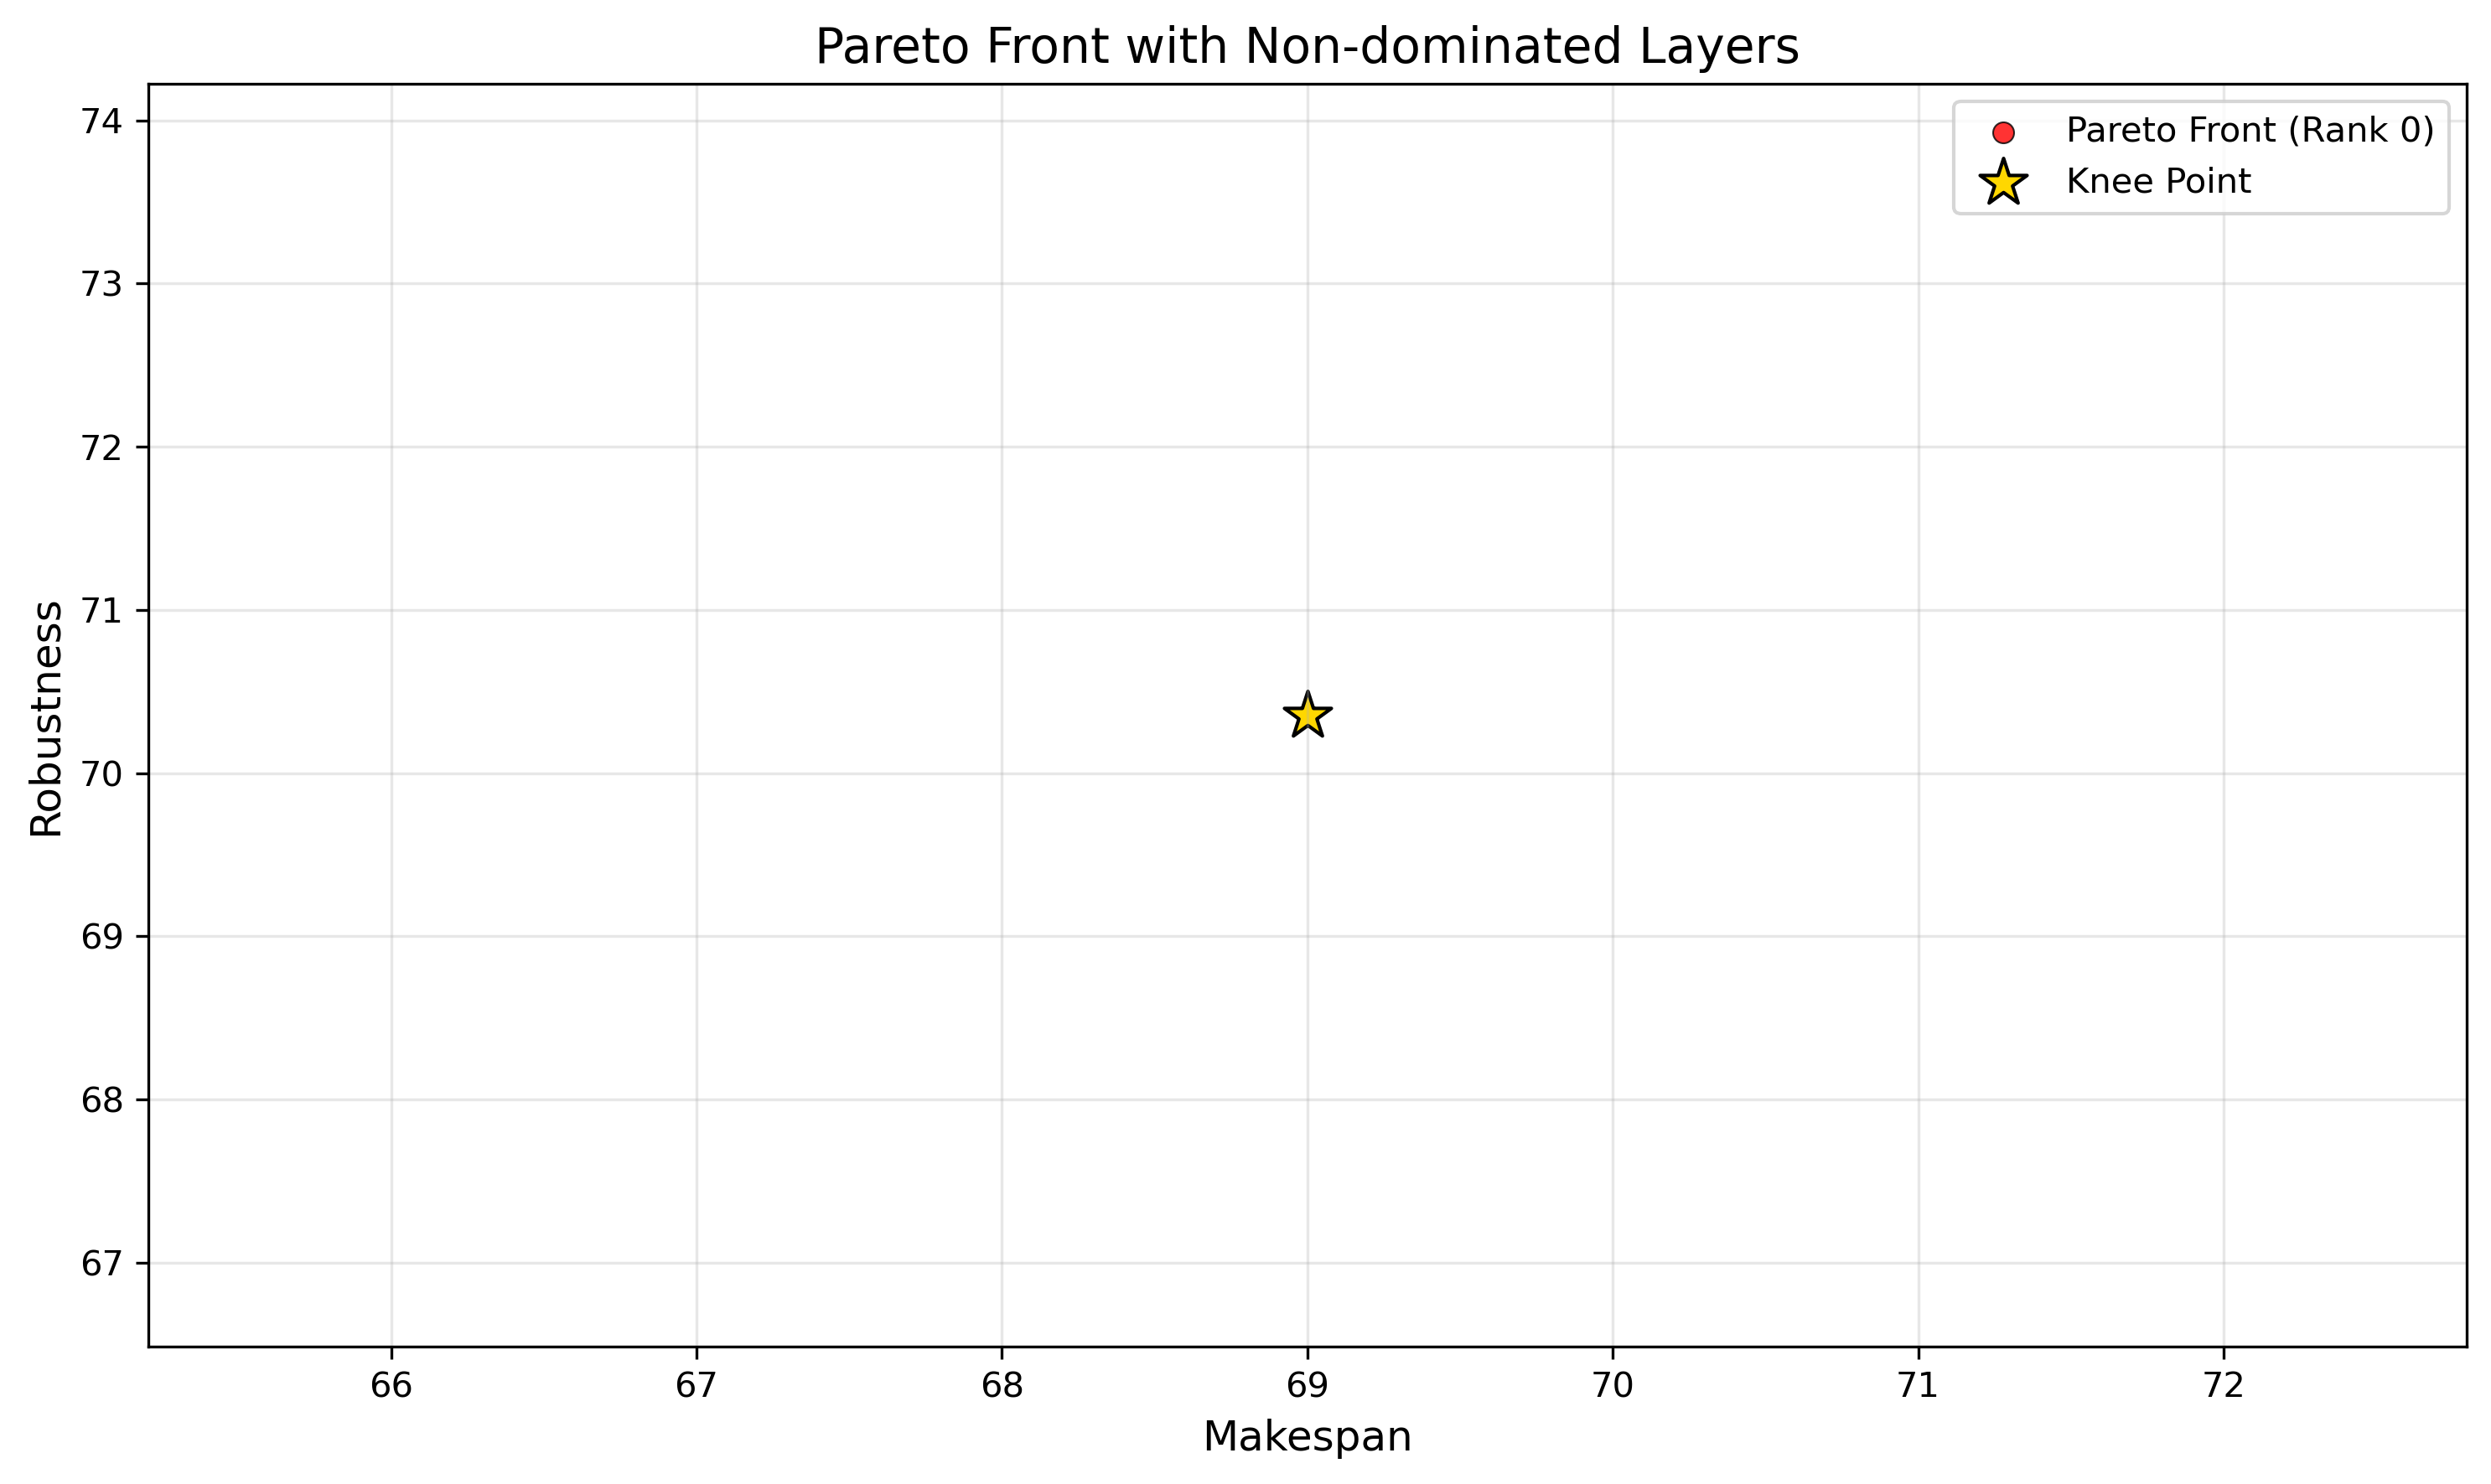 Pareto Front with Non-dominated Layers
Pareto Front (Rank 0)
Knee Point
Robustness
74
73
72
71
70
69
68
67
66 67 68 69 70 71 72
Makespan